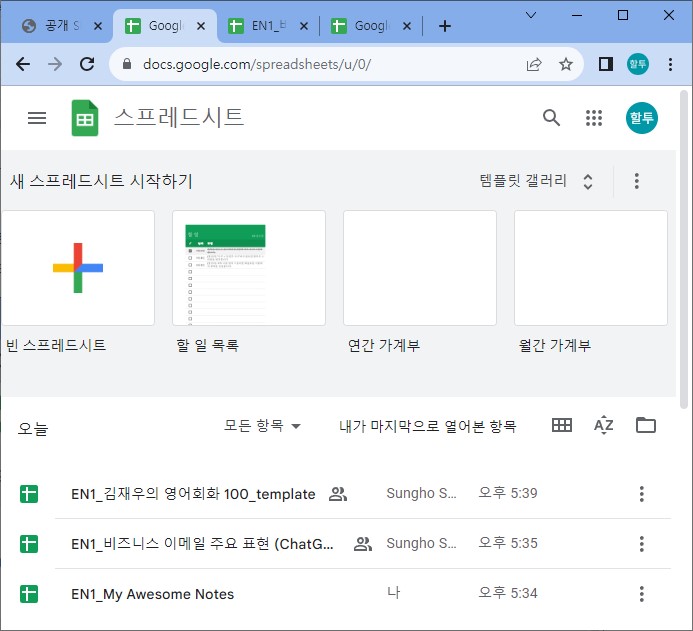 공개 S
Googl
EN1_ㅂ
Googl
docs.google.com/spreadsheets/u/0/
할투
스프레드시트
할투
새 스프레드시트 시작하기
템플릿 갤러리
할 일
빈 스프레드시트
할 일 목록
연간 가계부
월간 가계부
오늘
모든 항목
내가 마지막으로 열어본 항목
AZ
EN1_김재우의 영어회화 100_template Sungho S... 오후 5:39
EN1_비즈니스 이메일 주요 표현 (ChatG... Sungho S... 오후 5:35
EN1_My Awesome Notes 나 오후 5:34